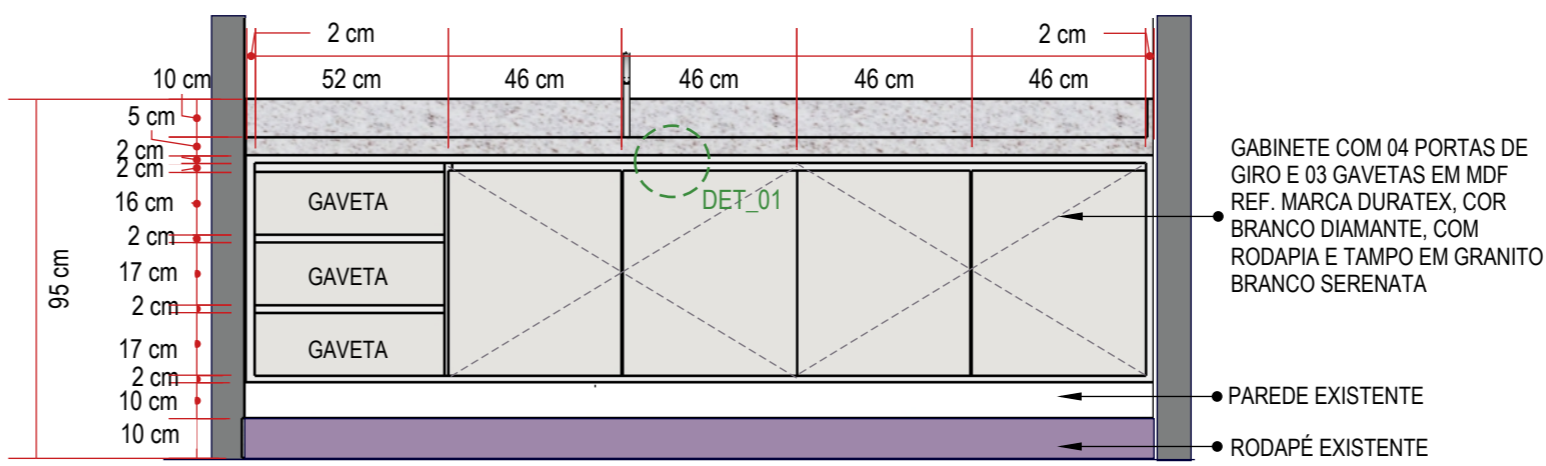 2 cm
2 cm
52 cm
46 cm
46 cm
46 cm
46 cm
10 cm
5 cm
2 cm
2 cm
16 cm
2 cm
17 cm
2 cm
17 cm
2 cm
10 cm
10 cm
95 cm
GAVETA
GAVETA
GAVETA
DET_01
GABINETE COM 04 PORTAS DE
GIRO E 03 GAVETAS EM MDF
REF. MARCA DURATEX, COR
BRANCO DIAMANTE, COM
RODAPIA E TAMPO EM GRANITO
BRANCO SERENATA
PAREDE EXISTENTE
RODAPÉ EXISTENTE